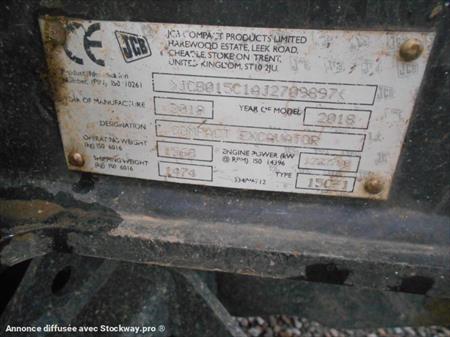 CE
JCB
JCB COMPACT PRODUCTS LIMITED
HAREWOOD ESTATE, LEEK ROAD,
CHEADLE, STOKE ON TRENT,
UNITED KINGDOM, ST10 2JU.
Product Identification
Number (PIN) ISO 10261
>JCB015C1AJ2709897<
YEAR OF MANUFACTURE
2018
YEAR OF MODEL
2018
DESIGNATION
COMPACT EXCAVATOR
OPERATING WEIGHT
(kg) ISO 6016
1560
ENGINE POWER (kW
@ RPM) ISO 14396
SHIPPING WEIGHT
(kg) ISO 6016
1474
TYPE
15C-1
Annonce diffusée avec Stockway.pro ®